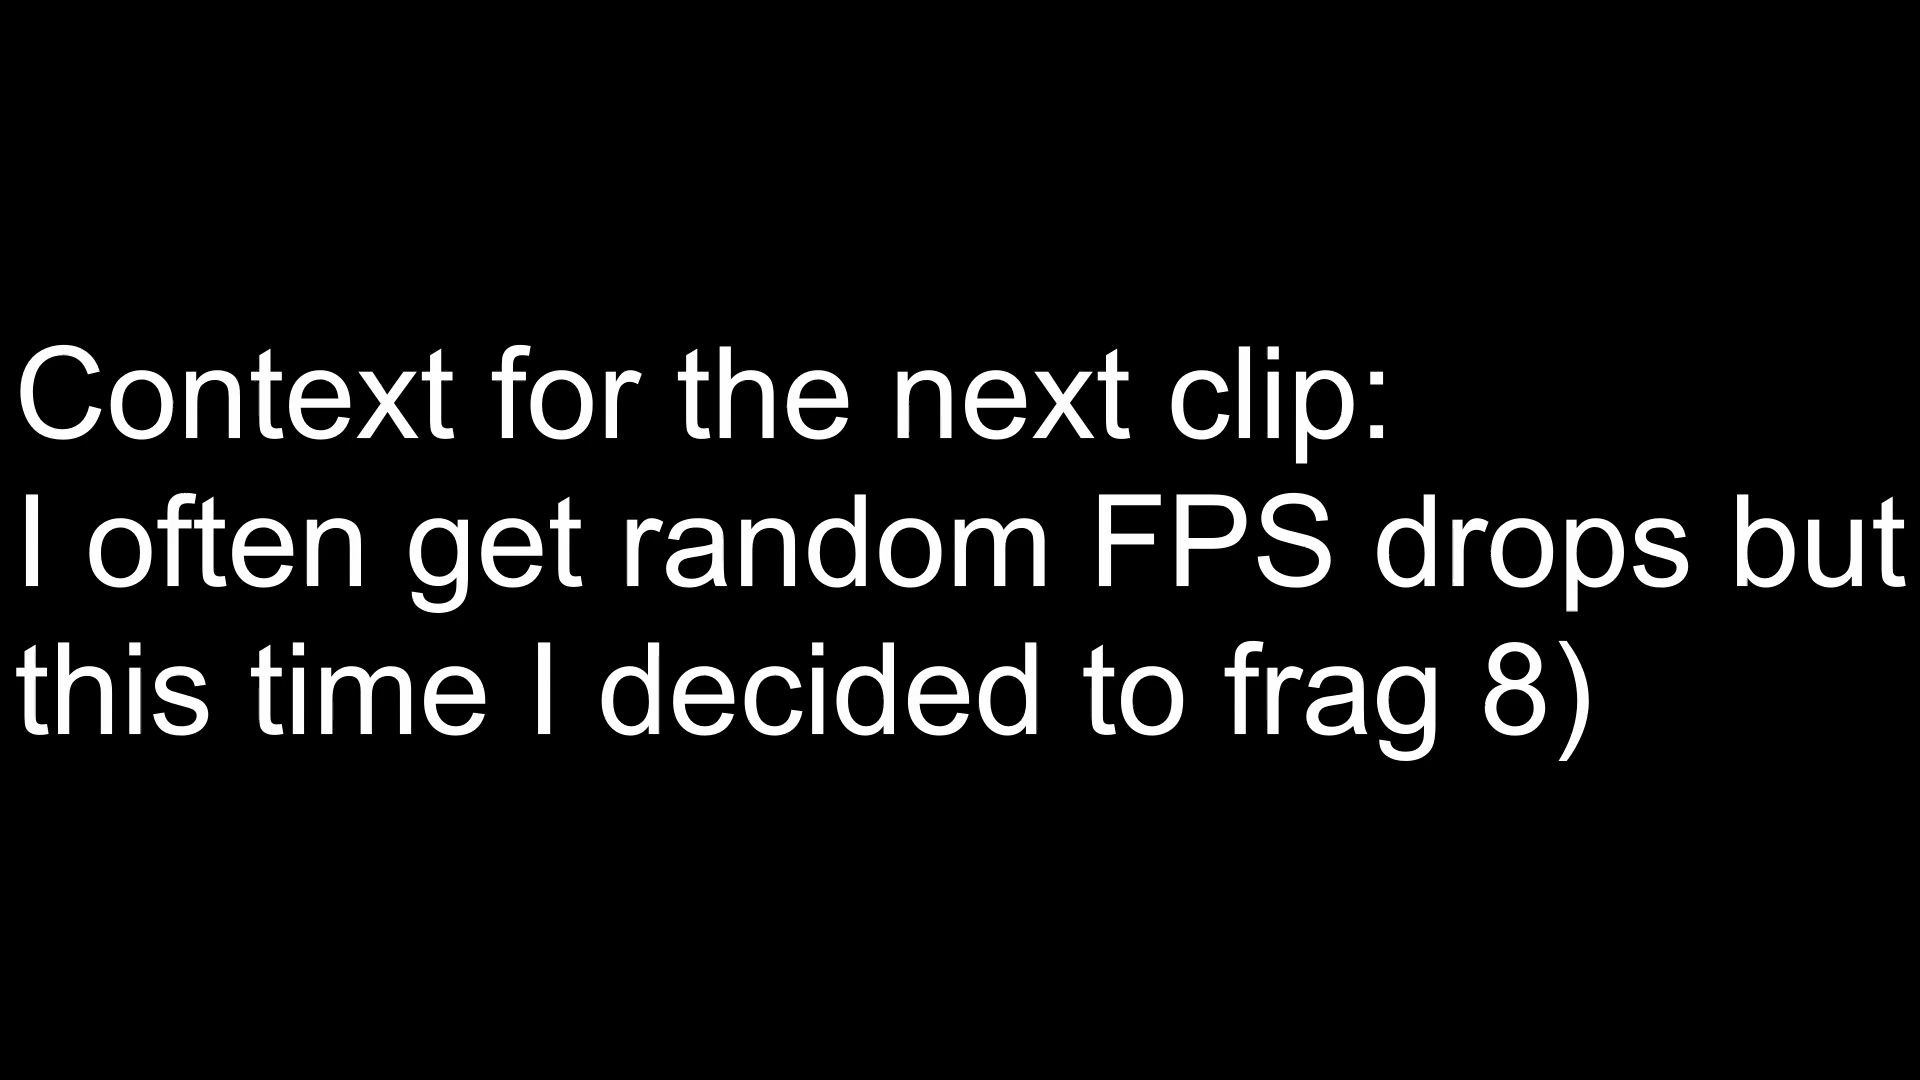 Context for the next clip:
I often get random FPS drops but
this time I decided to frag 8)